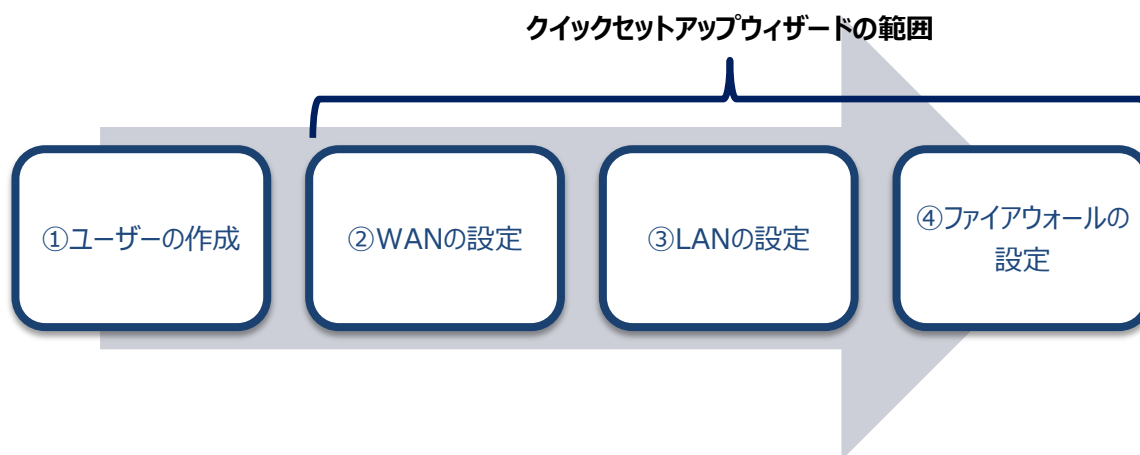 クイックセットアップウィザードの範囲
①ユーザーの作成
②WANの設定
③LANの設定
④ファイアウォールの
設定